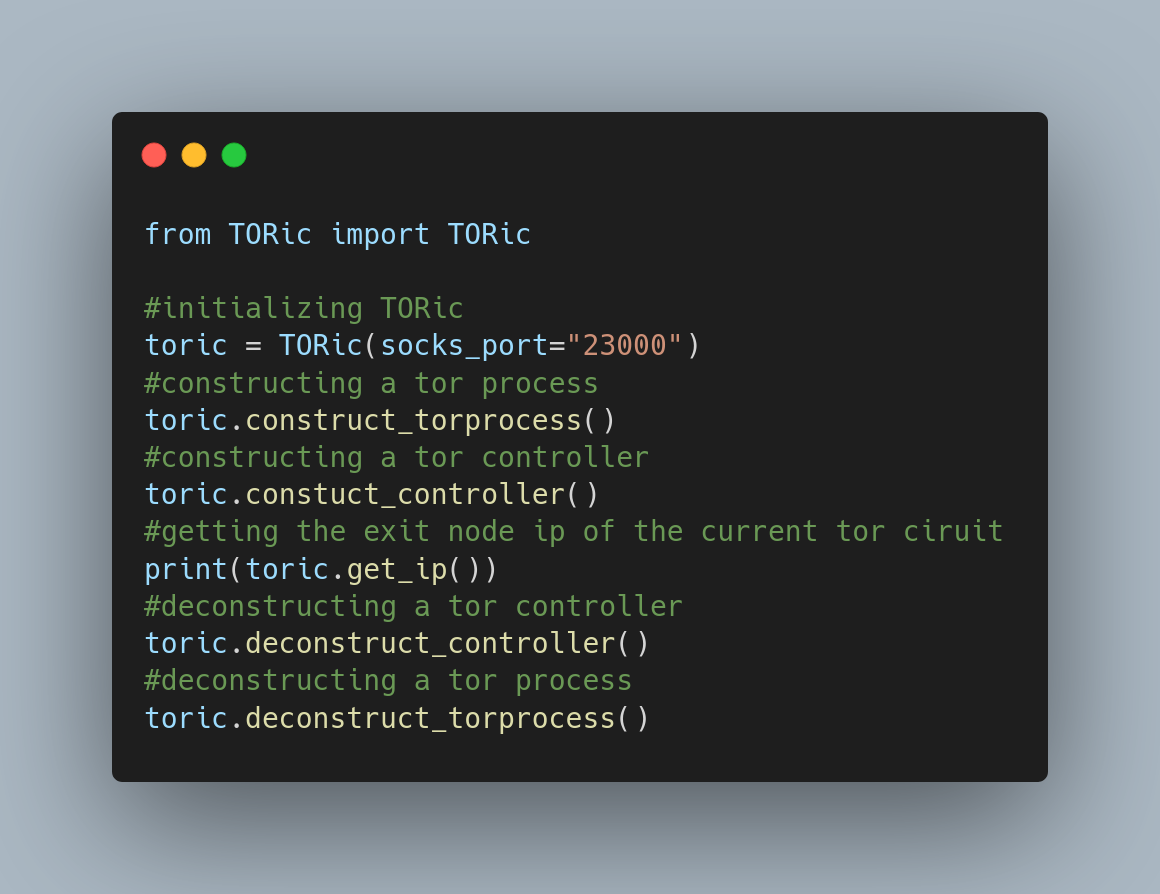 from TORic import TORic
#initializing TORic
toric = TORic(socks_port="23000")
#constructing a tor process
toric.construct_torprocess()
#constructing a tor controller
toric.constuct_controller()
#getting the exit node ip of the current tor ciruit
print(toric.get_ip())
#deconstructing a tor controller
toric.deconstruct_controller()
#deconstructing a tor process
toric.deconstruct_torprocess()